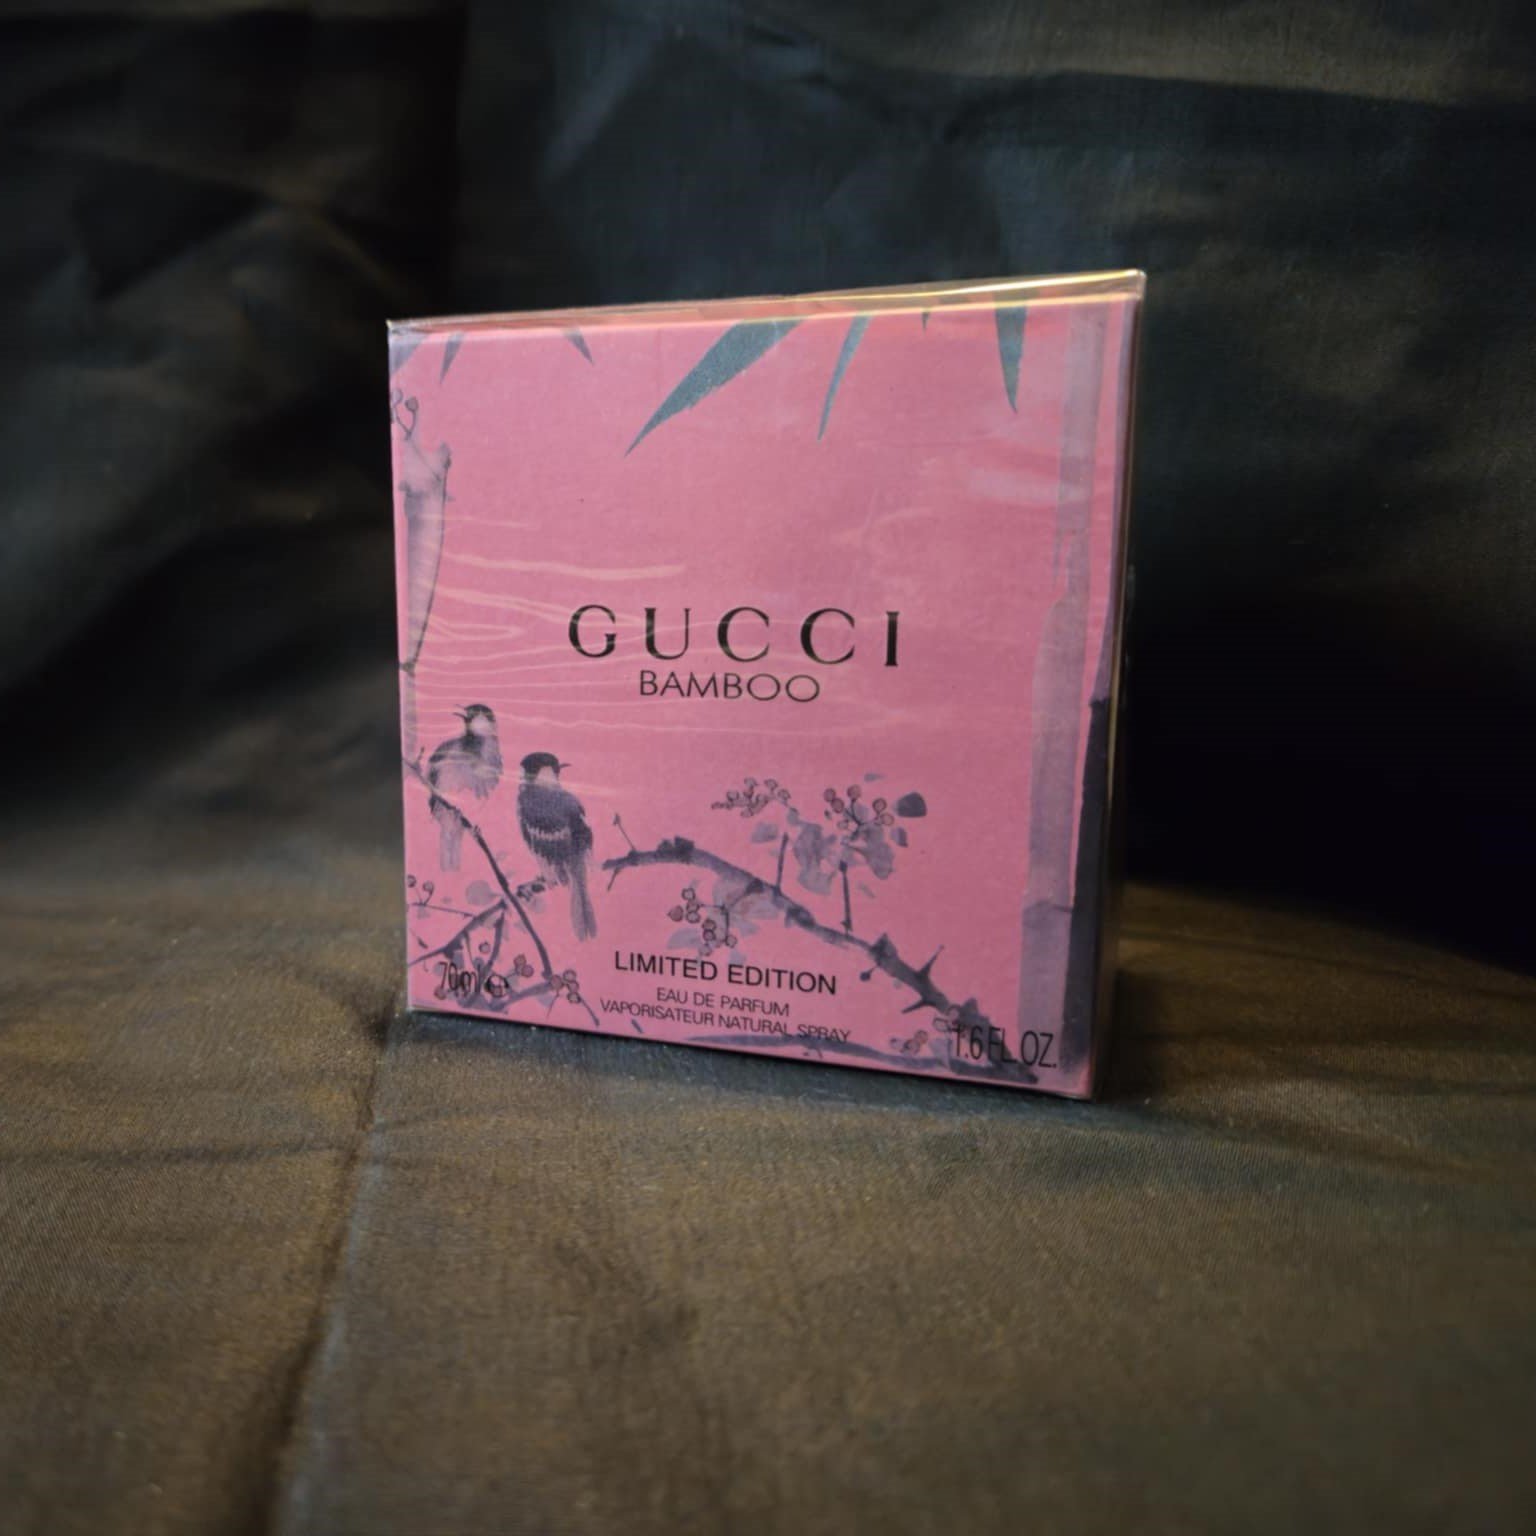 GUCCI
BAMBOO
LIMITED EDITION
EAU DE PARFUM
VAPORISATEUR NATURAL SPRAY
70ml e
1.6 FL.OZ.